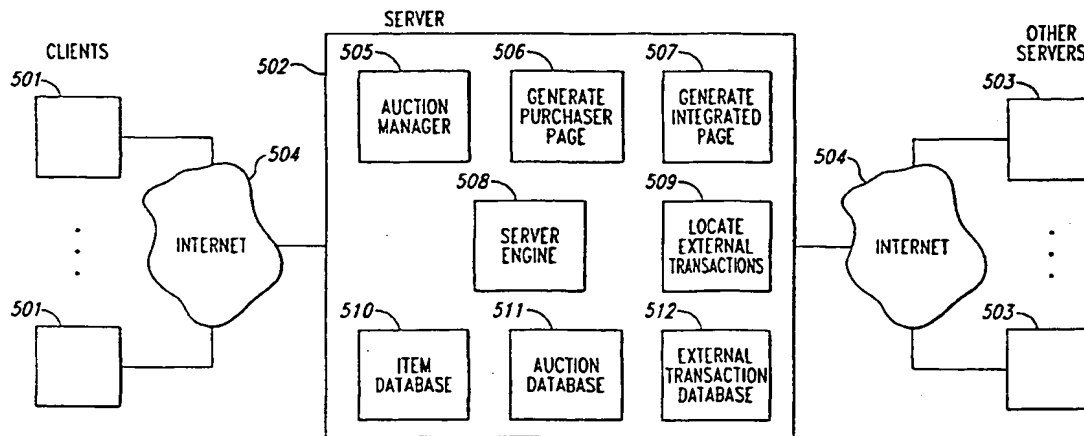 SERVER
CLIENTS
OTHER
SERVERS
501
502
505
AUCTION
MANAGER
506
GENERATE
PURCHASER
PAGE
507
GENERATE
INTEGRATED
PAGE
503
504
INTERNET
508
SERVER
ENGINE
509
LOCATE
EXTERNAL
TRANSACTIONS
504
INTERNET
501
510
ITEM
DATABASE
511
AUCTION
DATABASE
512
EXTERNAL
TRANSACTION
DATABASE
503